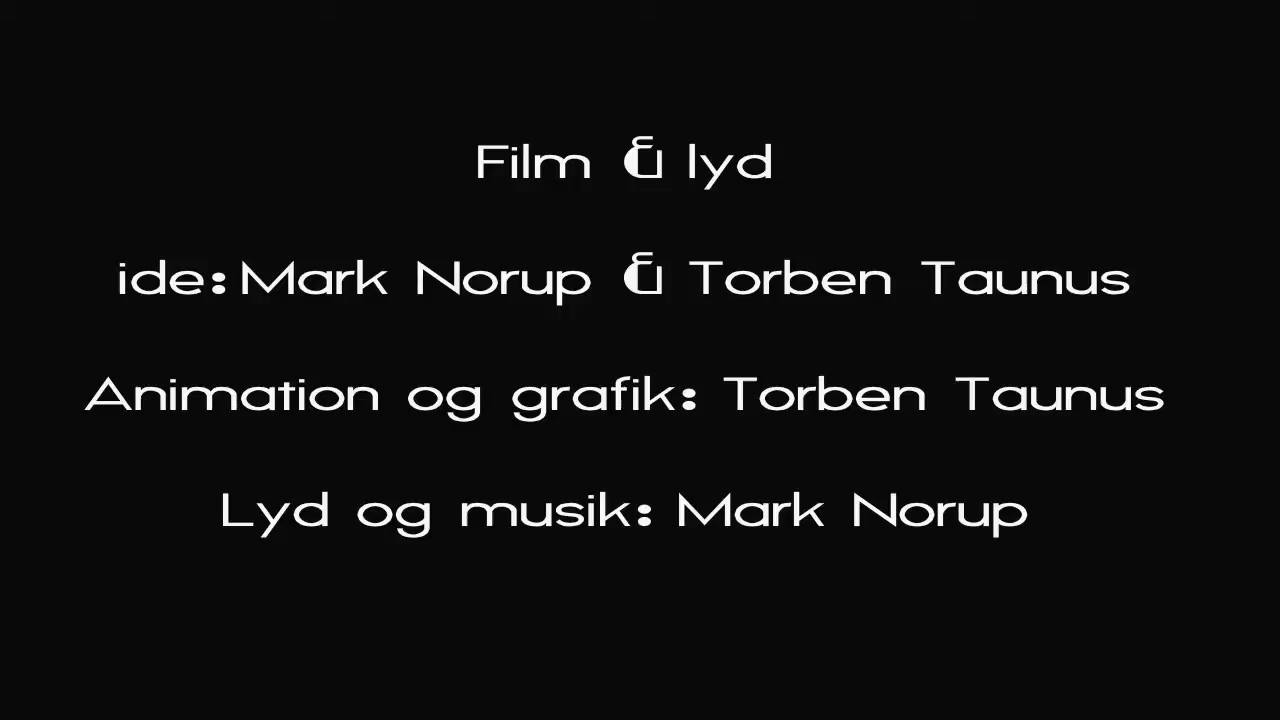 Film & lyd
ide: Mark Norup & Torben Taunus
Animation og grafik: Torben Taunus
Lyd og musik: Mark Norup